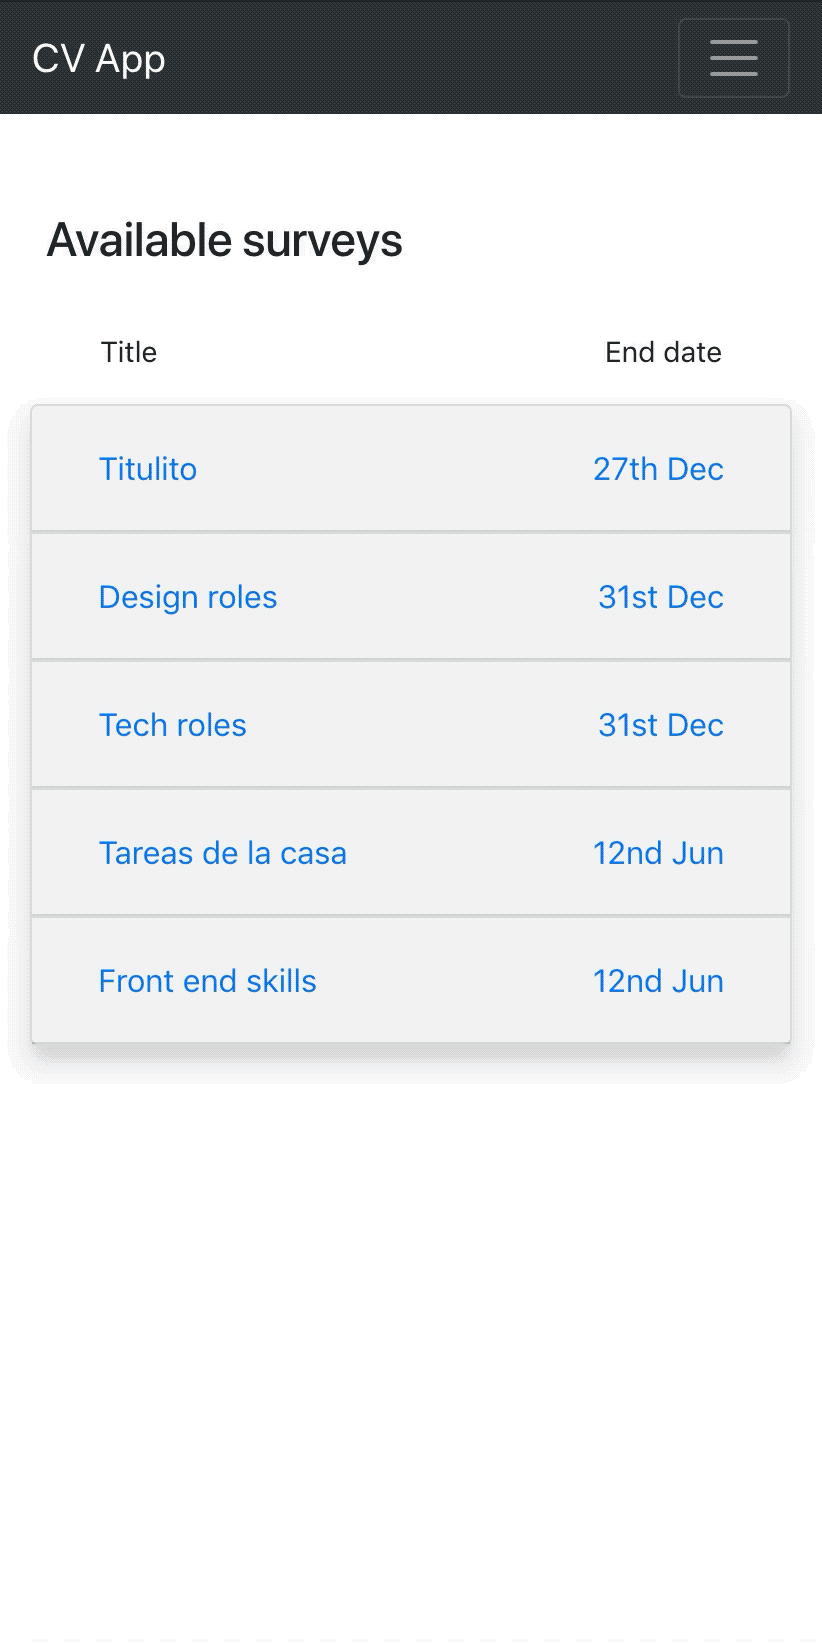 CV App
Available surveys
Title End date
Titulito 27th Dec
Design roles 31st Dec
Tech roles 31st Dec
Tareas de la casa 12nd Jun
Front end skills 12nd Jun